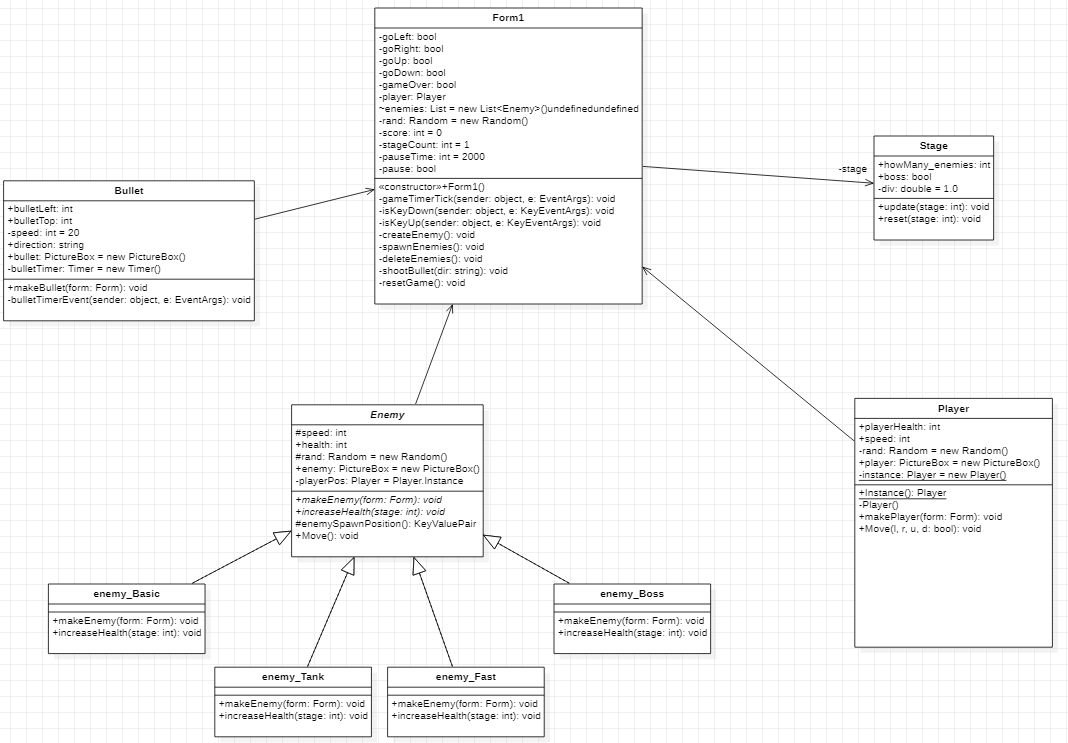 Form1
-goLeft: bool
-goRight: bool
-goUp: bool
-goDown: bool
-gameOver: bool
-player: Player
~enemies: List = new List<Enemy>()undefinedundefined
-rand: Random = new Random()
-score: int = 0
-stageCount: int = 1
-pauseTime: int = 2000
-pause: bool
«constructor»+Form1()
-gameTimerTick(sender: object, e: EventArgs): void
-isKeyDown(sender: object, e: KeyEventArgs): void
-isKeyUp(sender: object, e: KeyEventArgs): void
-createEnemy(): void
-spawnEnemies(): void
-deleteEnemies(): void
-shootBullet(dir: string): void
-resetGame(): void
-stage
Stage
+howMany_enemies: int
+boss: bool
-div: double = 1.0
+update(stage: int): void
+reset(stage: int): void
Bullet
+bulletLeft: int
+bulletTop: int
-speed: int = 20
+direction: string
+bullet: PictureBox = new PictureBox()
-bulletTimer: Timer = new Timer()
+makeBullet(form: Form): void
-bulletTimerEvent(sender: object, e: EventArgs): void
Enemy
#speed: int
+health: int
#rand: Random = new Random()
+enemy: PictureBox = new PictureBox()
-playerPos: Player = Player.Instance
+makeEnemy(form: Form): void
+increaseHealth(stage: int): void
#enemySpawnPosition(): KeyValuePair
+Move(): void
Player
+playerHealth: int
+speed: int
-rand: Random = new Random()
+player: PictureBox = new PictureBox()
-instance: Player = new Player()
+Instance(): Player
-Player()
+makePlayer(form: Form): void
+Move(l, r, u, d: bool): void
enemy_Basic
+makeEnemy(form: Form): void
+increaseHealth(stage: int): void
enemy_Boss
+makeEnemy(form: Form): void
+increaseHealth(stage: int): void
enemy_Tank
+makeEnemy(form: Form): void
+increaseHealth(stage: int): void
enemy_Fast
+makeEnemy(form: Form): void
+increaseHealth(stage: int): void